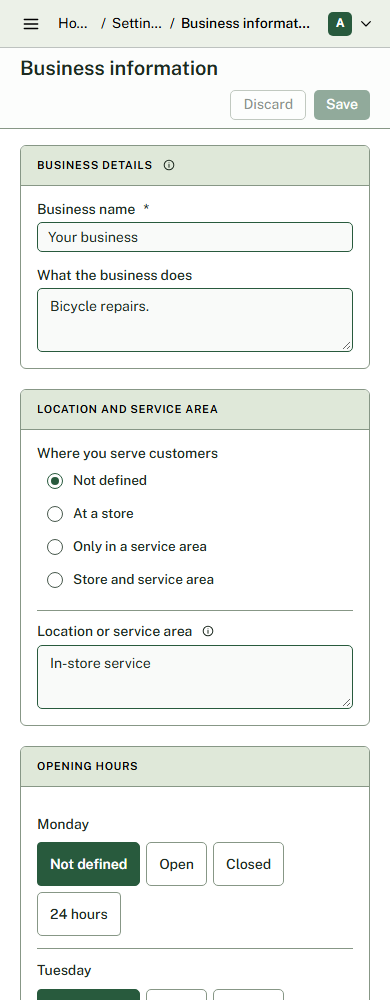 Ho... / Settin... / Business informat... A
Business information
Discard Save
BUSINESS DETAILS
Business name *
Your business
What the business does
Bicycle repairs.
LOCATION AND SERVICE AREA
Where you serve customers
Not defined
At a store
Only in a service area
Store and service area
Location or service area
In-store service
OPENING HOURS
Monday
Not defined Open Closed
24 hours
Tuesday